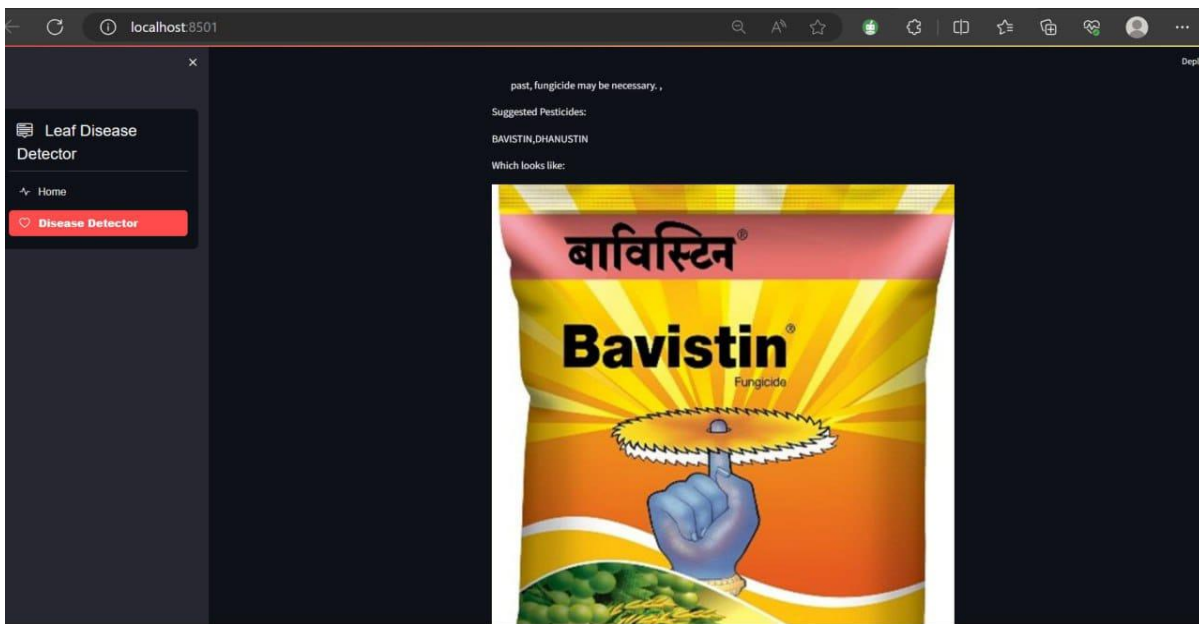 localhost:8501
Depl
past, fungicide may be necessary. ,
Suggested Pesticides:
Leaf Disease
Detector
BAVISTIN,DHANUSTIN
Which looks like:
Home
Disease Detector
बाविस्टिन®
Bavistin®
Fungicide